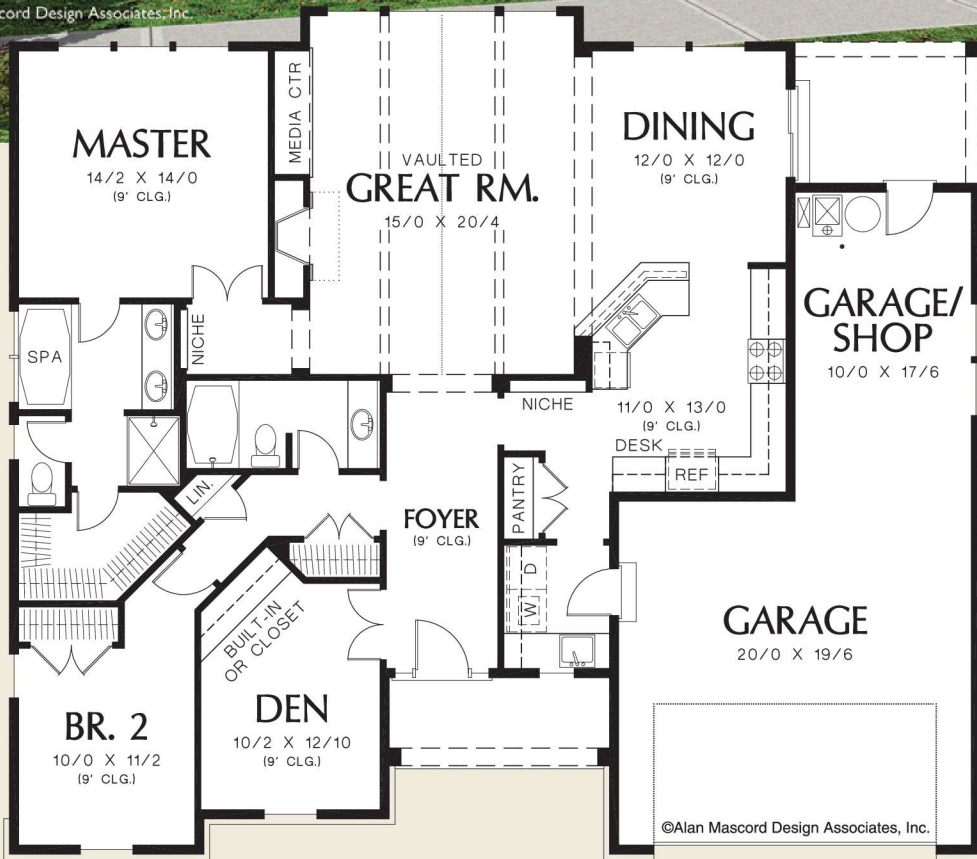 cord Design Associates, Inc.
MASTER
14/2 X 14/0
(9' CLG.)
MEDIA CTR
VAULTED
GREAT RM.
15/0 X 20/4
DINING
12/0 X 12/0
(9' CLG.)
GARAGE/
SHOP
10/0 X 17/6
SPA
NICHE
NICHE
11/0 X 13/0
(9' CLG.)
DESK
REF
LIN.
PANTRY
FOYER
(9' CLG.)
D
W
BUILT-IN
OR CLOSET
GARAGE
20/0 X 19/6
BR. 2
10/0 X 11/2
(9' CLG.)
DEN
10/2 X 12/10
(9' CLG.)
©Alan Mascord Design Associates, Inc.